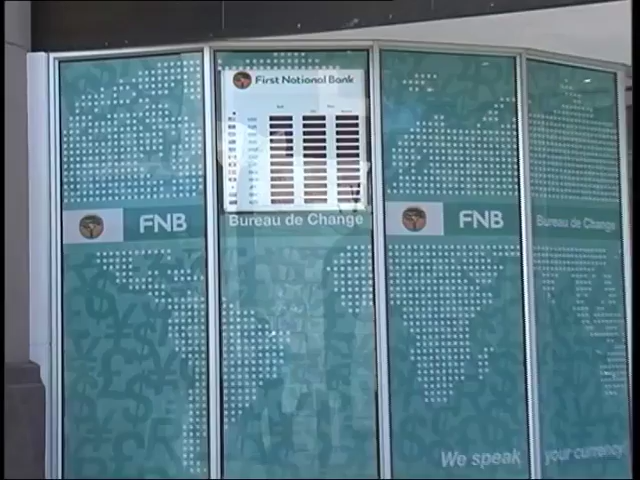 First National Bank
FNB
Bureau de Change
FNB
Bureau de Change
We speak your currency